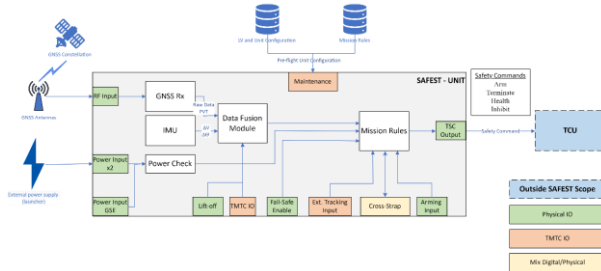 LV and Unit Configuration
Mission Rules
GNSS Constellation
Pre-flight Unit Configuration
Maintenance
SAFEST - UNIT
Safety Commands
Arm
Terminate
Health
Inhibit
RF Input
GNSS Rx
Raw Data
PVT
IMU
ΔV
Data Fusion
Module
Mission Rules
TSC
Output
Safety Command
TCU
GNSS Antennas
Power Input
x2
Power Check
External power supply
(launcher)
Power Input
GSE
Lift-off
TMTC IO
Fail-Safe
Enable
Ext. Tracking
Input
Cross-Strap
Arming
Input
Outside SAFEST Scope
Physical IO
TMTC IO
Mix Digital/Physical